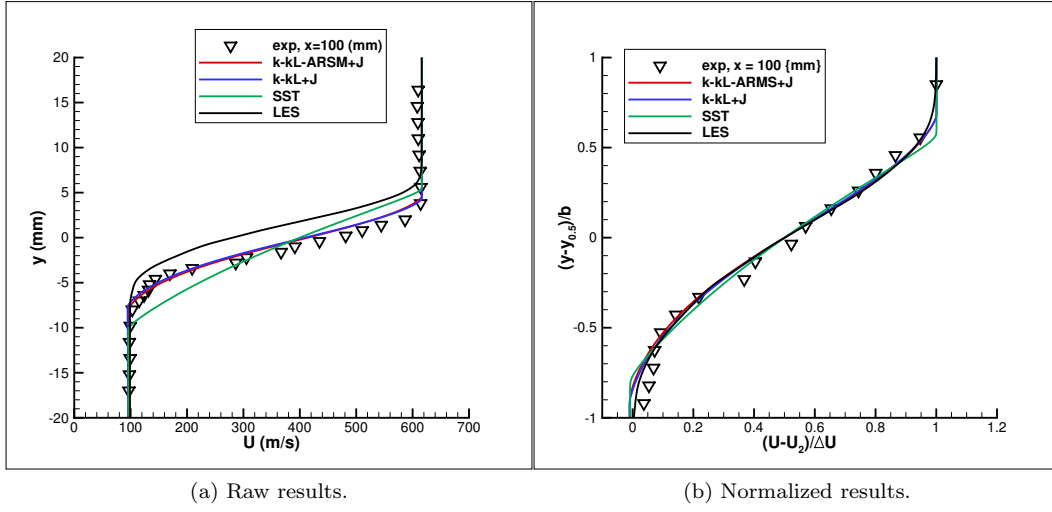 exp, x=100 (mm)
k-kL-ARSM+J
k-kL+J
SST
LES
20
15
10
5
0
-5
-10
-15
-20
y (mm)
0 100 200 300 400 500 600 700
U (m/s)
(a) Raw results.
exp, x = 100 {mm}
k-kL-ARMS+J
k-kL+J
SST
LES
1
0.5
0
-0.5
-1
(y-y0.5)/b
0 0.2 0.4 0.6 0.8 1 1.2
(U-U2)/ΔU
(b) Normalized results.